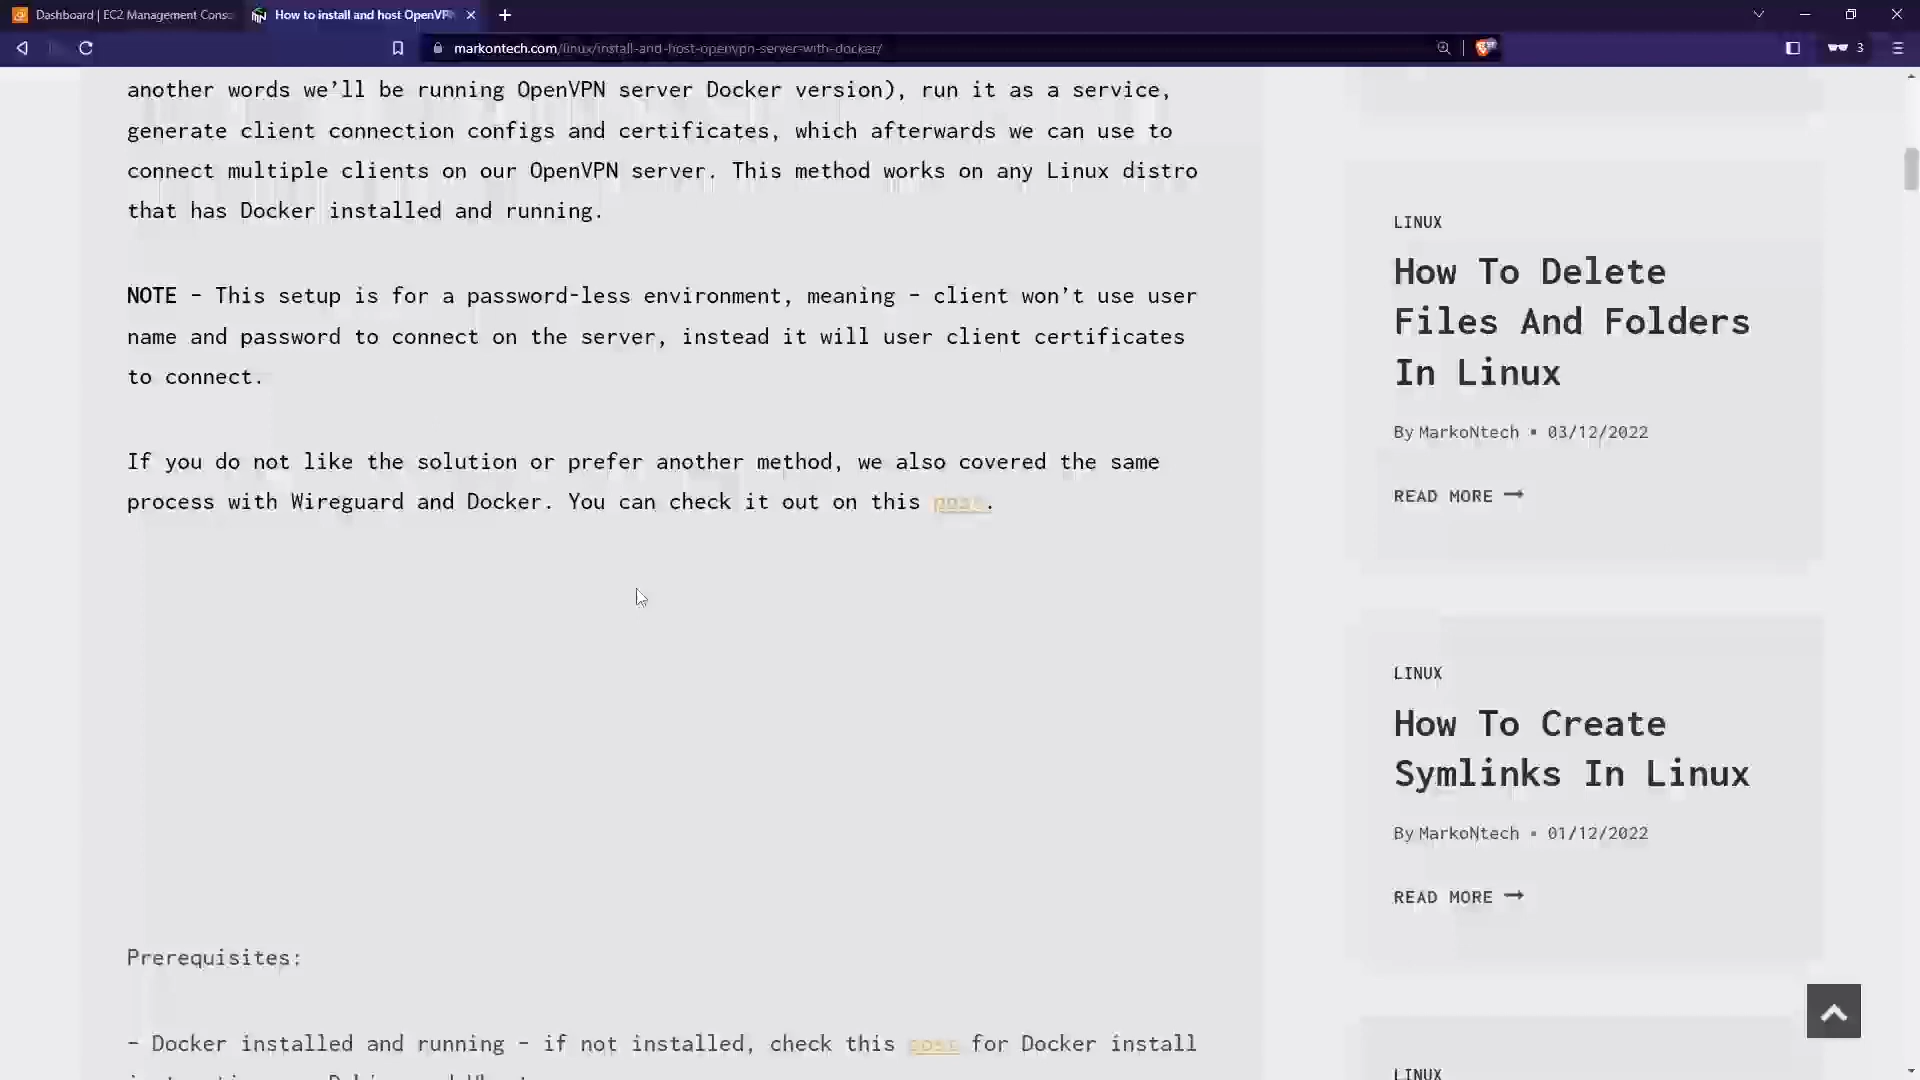 Dashboard | EC2 Management Conso
How to install and host OpenVP
markontech.com/linux/install-and-host-openvpn-server-with-docker/
3
another words we’ll be running OpenVPN server Docker version), run it as a service,
generate client connection configs and certificates, which afterwards we can use to
connect multiple clients on our OpenVPN server. This method works on any Linux distro
that has Docker installed and running.
NOTE – This setup is for a password-less environment, meaning – client won’t use user
name and password to connect on the server, instead it will user client certificates
to connect.
If you do not like the solution or prefer another method, we also covered the same
process with Wireguard and Docker. You can check it out on this post.
Prerequisites:
– Docker installed and running – if not installed, check this post for Docker install
LINUX
How To Delete
Files And Folders
In Linux
By MarkoNtech • 03/12/2022
READ MORE →
LINUX
How To Create
Symlinks In Linux
By MarkoNtech • 01/12/2022
READ MORE →
LINUX